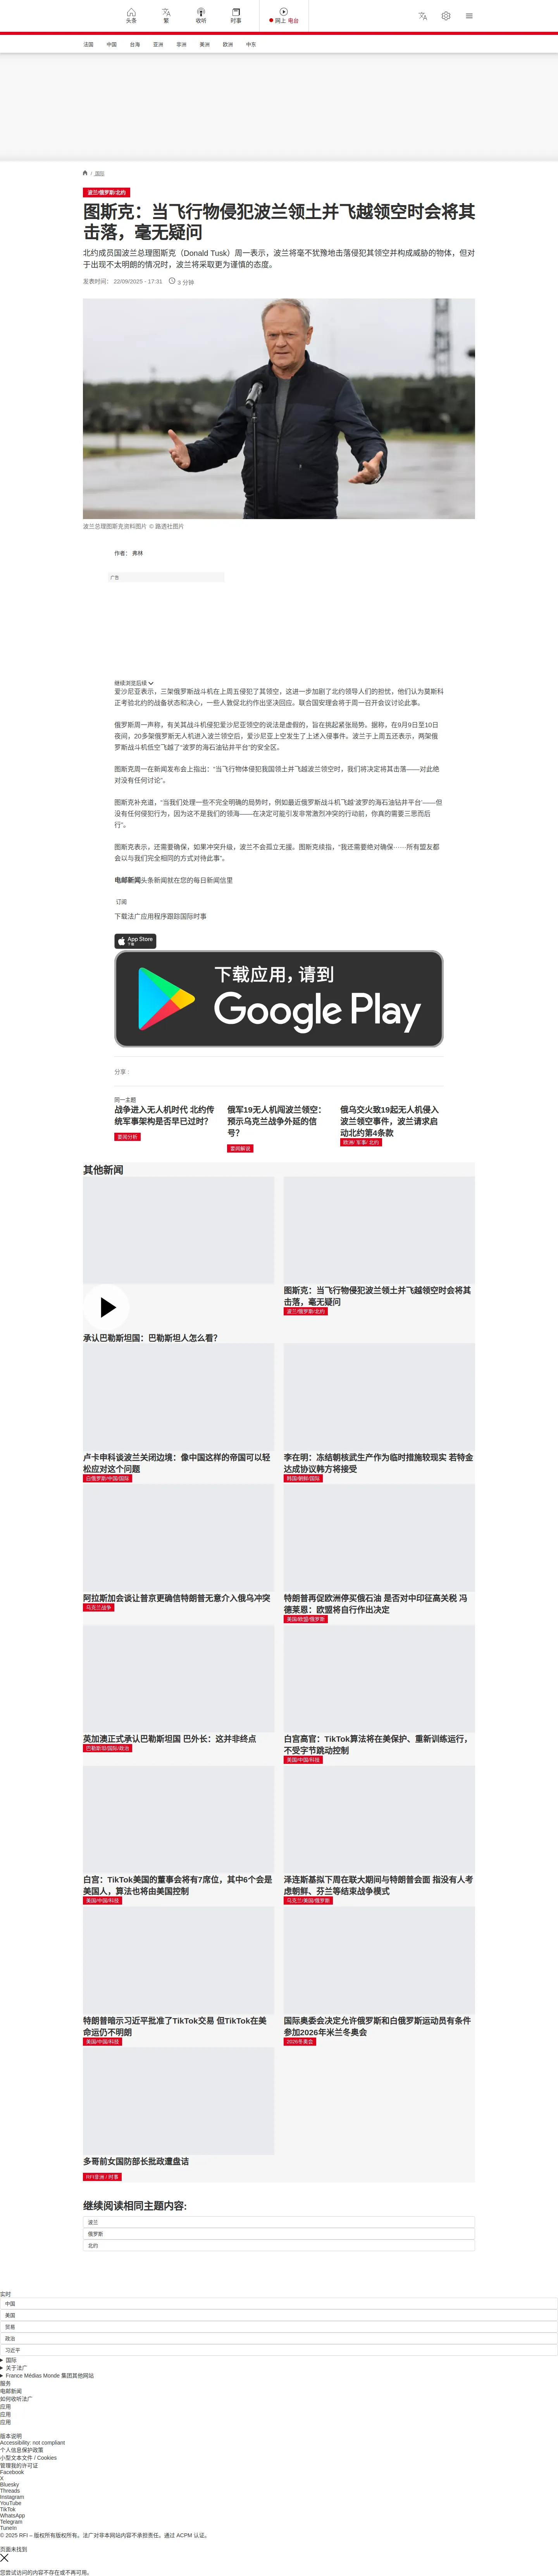 头条
繁
收听
时事
网上 电台
法国
中国
台海
亚洲
非洲
美洲
欧洲
中东
/ 国际
波兰/俄罗斯/北约
图斯克：当飞行物侵犯波兰领土并飞越领空时会将其
击落，毫无疑问
北约成员国波兰总理图斯克（Donald Tusk）周一表示，波兰将毫不犹豫地击落侵犯其领空并构成威胁的物体，但对
于出现不太明朗的情况时，波兰将采取更为谨慎的态度。
发表时间： 22/09/2025 - 17:31
3 分钟
波兰总理图斯克资料图片 © 路透社图片
作者： 弗林
广告
继续浏览后续
爱沙尼亚表示，三架俄罗斯战斗机在上周五侵犯了其领空，这进一步加剧了北约领导人们的担忧，他们认为莫斯科
正考验北约的战备状态和决心，一些人敦促北约作出坚决回应。联合国安理会将于周一召开会议讨论此事。
俄罗斯周一声称，有关其战斗机侵犯爱沙尼亚领空的说法是虚假的，旨在挑起紧张局势。据称，在9月9日至10日
夜间，20多架俄罗斯无人机进入波兰领空后，爱沙尼亚上空发生了上述入侵事件。波兰于上周五还表示，两架俄
罗斯战斗机低空飞越了“波罗的海石油钻井平台”的安全区。
图斯克周一在新闻发布会上指出：“当飞行物体侵犯我国领土并飞越波兰领空时，我们将决定将其击落——对此绝
对没有任何讨论”。
图斯克补充道，“当我们处理一些不完全明确的局势时，例如最近俄罗斯战斗机飞越‘波罗的海石油钻井平台’——但
没有任何侵犯行为，因为这不是我们的领海——在决定可能引发非常激烈冲突的行动前，你真的需要三思而后
行”。
图斯克表示，还需要确保，如果冲突升级，波兰不会孤立无援。图斯克续指，“我还需要绝对确保……所有盟友都
会以与我们完全相同的方式对待此事”。
电邮新闻头条新闻就在您的每日新闻信里
订阅
下载法广应用程序跟踪国际时事
App Store
下载
下载应用，请到
Google Play
分享 :
同一主题
战争进入无人机时代 北约传
统军事架构是否早已过时？
要闻分析
俄军19无人机闯波兰领空：
预示乌克兰战争外延的信
号？
要闻解说
俄乌交火致19起无人机侵入
波兰领空事件，波兰请求启
动北约第4条款
欧洲/ 军事/ 北约
其他新闻
承认巴勒斯坦国：巴勒斯坦人怎么看？
图斯克：当飞行物侵犯波兰领土并飞越领空时会将其
击落，毫无疑问
波兰/俄罗斯/北约
卢卡申科谈波兰关闭边境：像中国这样的帝国可以轻
松应对这个问题
白俄罗斯/中国/国际
李在明：冻结朝核武生产作为临时措施较现实 若特金
达成协议韩方将接受
韩国/朝鲜/国际
阿拉斯加会谈让普京更确信特朗普无意介入俄乌冲突
乌克兰战争
特朗普再促欧洲停买俄石油 是否对中印征高关税 冯
德莱恩：欧盟将自行作出决定
美国/欧盟/俄罗斯
英加澳正式承认巴勒斯坦国 巴外长：这并非终点
巴勒斯坦/国际/政治
白宫高官：TikTok算法将在美保护、重新训练运行，
不受字节跳动控制
美国/中国/科技
白宫：TikTok美国的董事会将有7席位，其中6个会是
美国人，算法也将由美国控制
美国/中国/科技
泽连斯基拟下周在联大期间与特朗普会面 指没有人考
虑朝鲜、芬兰等结束战争模式
乌克兰/美国/俄罗斯
特朗普暗示习近平批准了TikTok交易 但TikTok在美
命运仍不明朗
美国/中国/科技
国际奥委会决定允许俄罗斯和白俄罗斯运动员有条件
参加2026年米兰冬奥会
2026冬奥会
多哥前女国防部长批政遭盘诘
RFI非洲 / 时事
继续阅读相同主题内容:
波兰
俄罗斯
北约
实时
中国
美国
贸易
政治
习近平
国际
关于法广
France Médias Monde 集团其他网站
服务
电邮新闻
如何收听法广
应用
应用
应用
版本说明
Accessibility: not compliant
个人信息保护政策
小型文本文件 / Cookies
管理我的许可证
Facebook
X
Bluesky
Threads
Instagram
YouTube
TikTok
WhatsApp
Telegram
TuneIn
© 2025 RFI – 版权所有版权所有。法广对非本网站内容不承担责任。通过 ACPM 认证。
页面未找到
您尝试访问的内容不存在或不再可用。